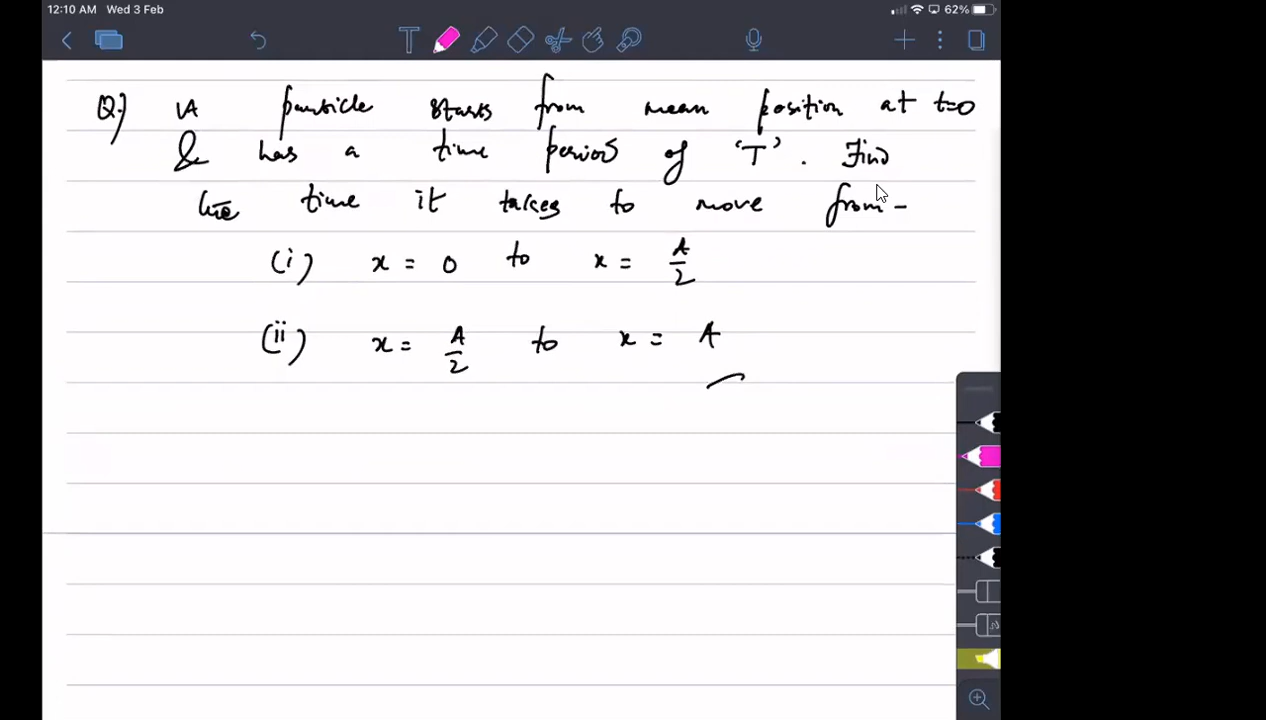 12:10 AM Wed 3 Feb
62%
Q.) A particle starts from mean position at t=0
& has a time period of 'T'. Find
the time it takes to move from -
(i) x = 0 to x = A/2
(ii) x = A/2 to x = A